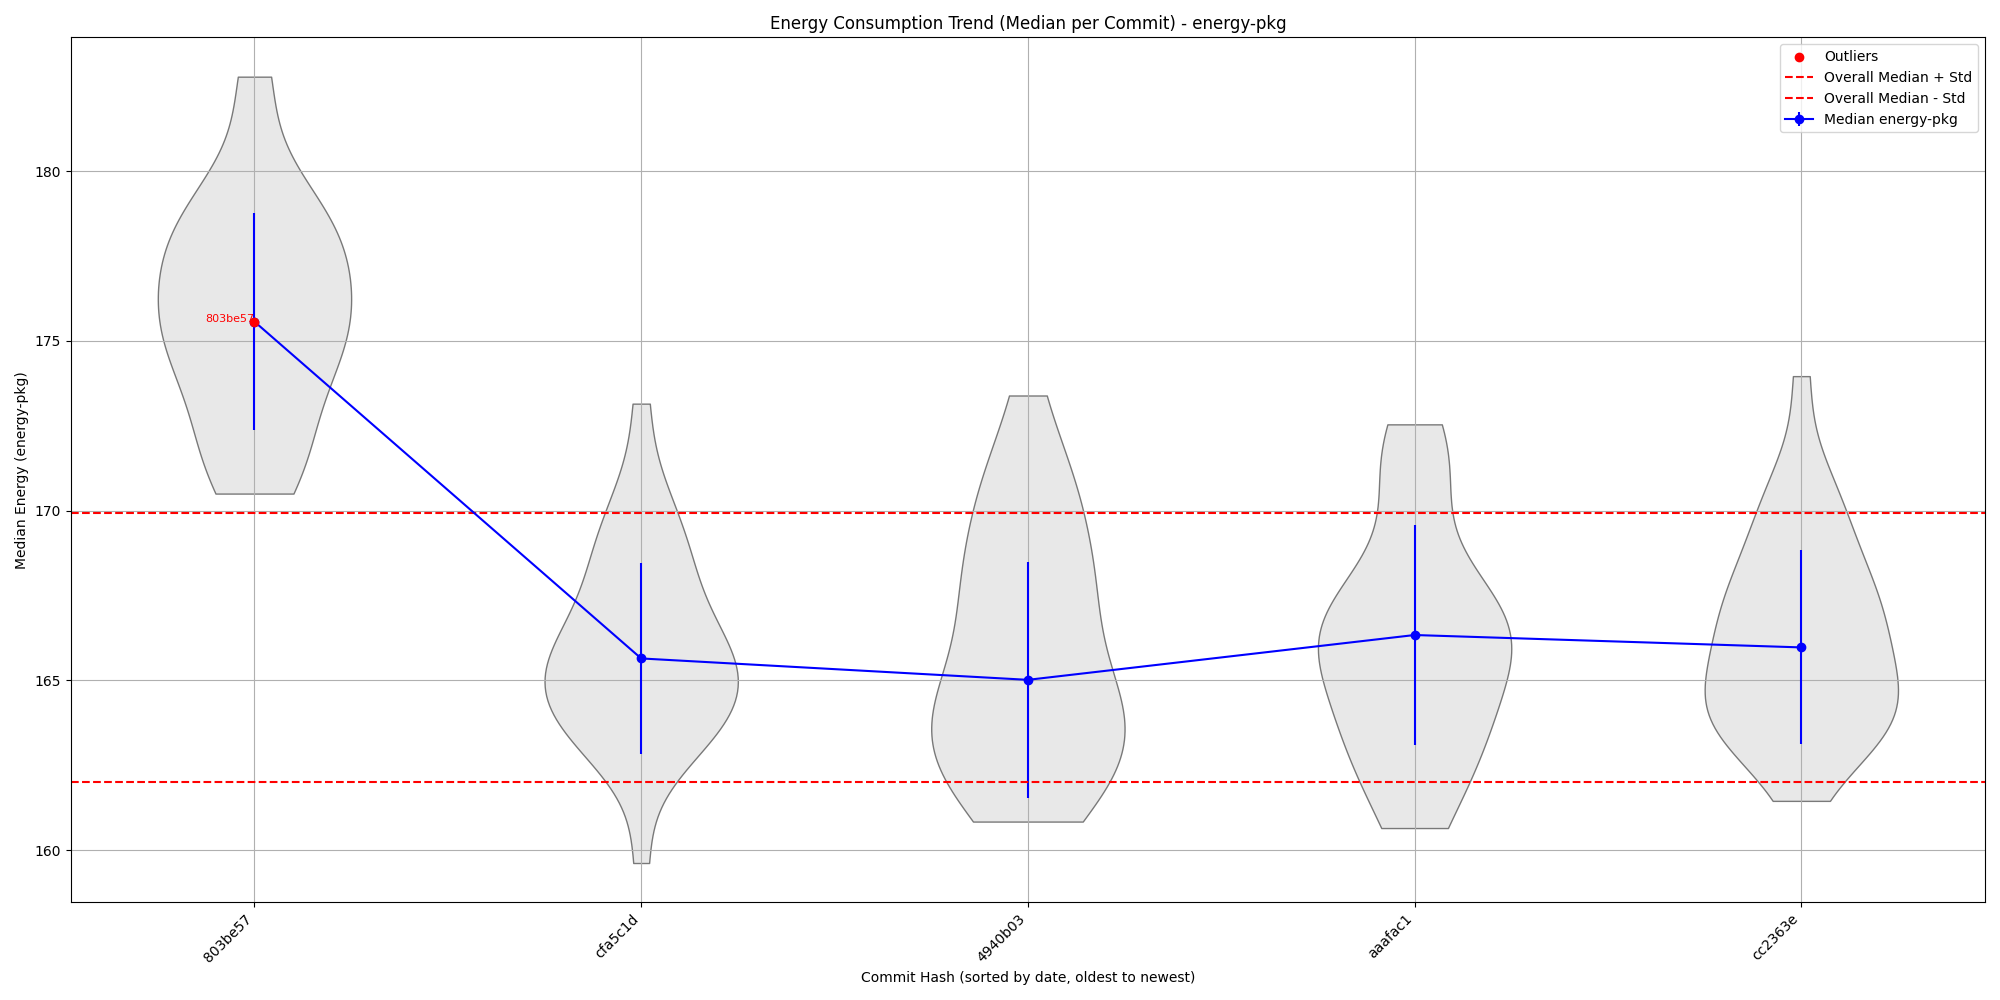 Energy Consumption Trend (Median per Commit) - energy-pkg
Outliers
Overall Median + Std
Overall Median - Std
Median energy-pkg
180
175
170
165
160
Median Energy (energy-pkg)
803be57
803be57
cfa5c1d
4940b03
aaafac1
cc2363e
Commit Hash (sorted by date, oldest to newest)